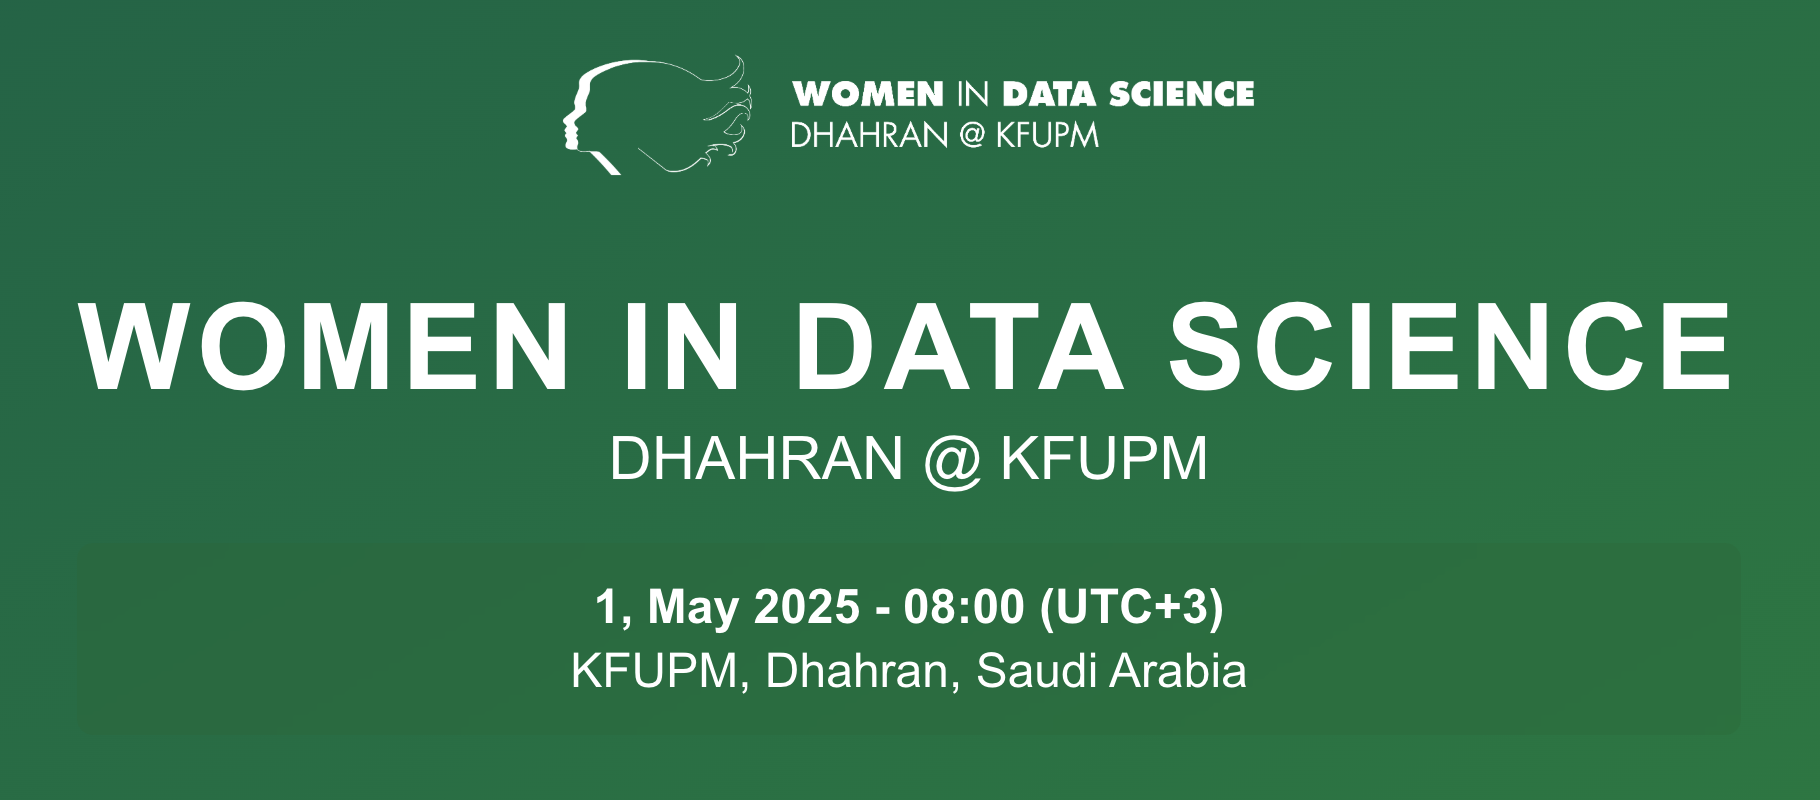 WOMEN IN DATA SCIENCE
DHAHRAN @ KFUPM
WOMEN IN DATA SCIENCE
DHAHRAN @ KFUPM
1, May 2025 - 08:00 (UTC+3)
KFUPM, Dhahran, Saudi Arabia